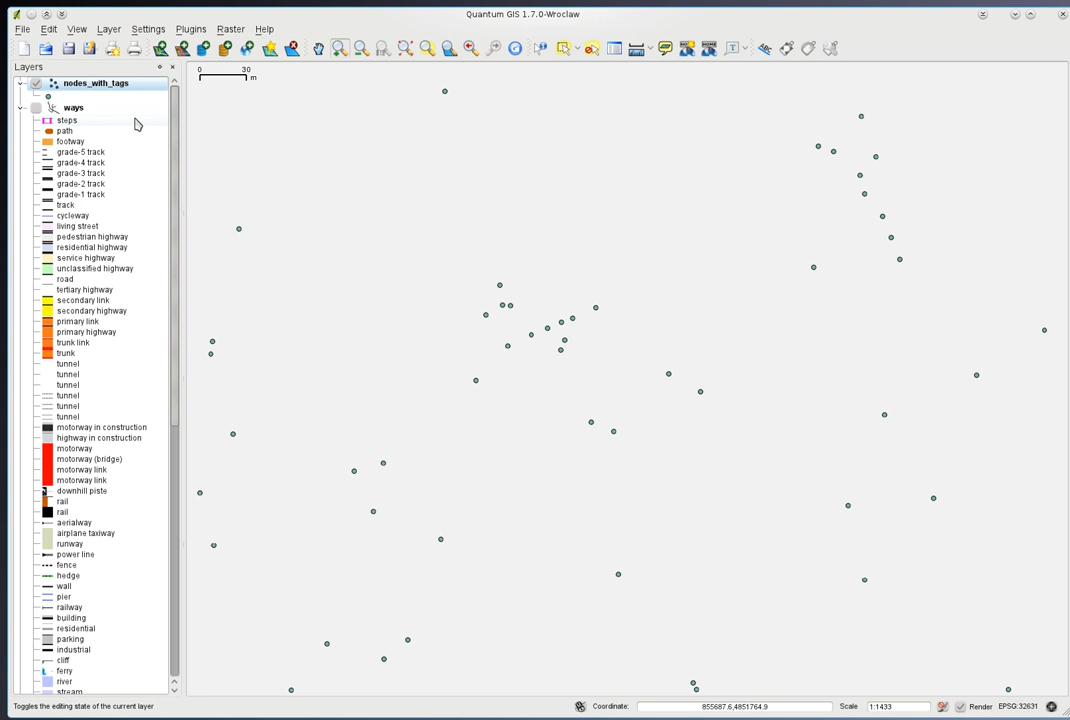 Quantum GIS 1.7.0-Wroclaw
File Edit View Layer Settings Plugins Raster Help
Layers
nodes_with_tags
ways
steps
path
footway
grade-5 track
grade-4 track
grade-3 track
grade-2 track
grade-1 track
track
cycleway
living street
pedestrian highway
residential highway
service highway
unclassified highway
road
tertiary highway
secondary link
secondary highway
primary link
primary highway
trunk link
trunk
tunnel
tunnel
tunnel
tunnel
tunnel
tunnel
motorway in construction
highway in construction
motorway
motorway (bridge)
motorway link
motorway link
downhill piste
rail
rail
aerialway
airplane taxiway
runway
power line
fence
hedge
wall
pier
railway
building
residential
parking
industrial
cliff
ferry
river
stream
0 30
m
Toggles the editing state of the current layer
Coordinate: 855687.6,4851764.9 Scale 1:1433 Render EPSG:32631